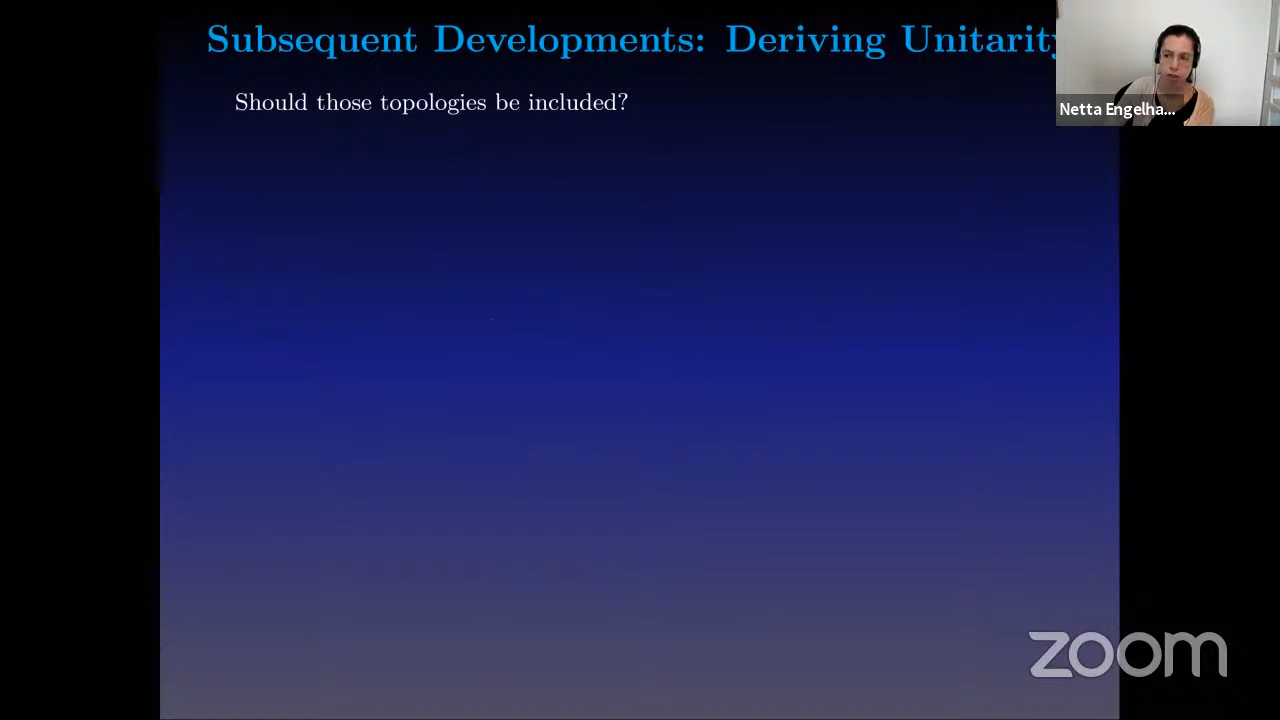 Subsequent Developments: Deriving Unitarity
Should those topologies be included?
Netta Engelha...
zoom